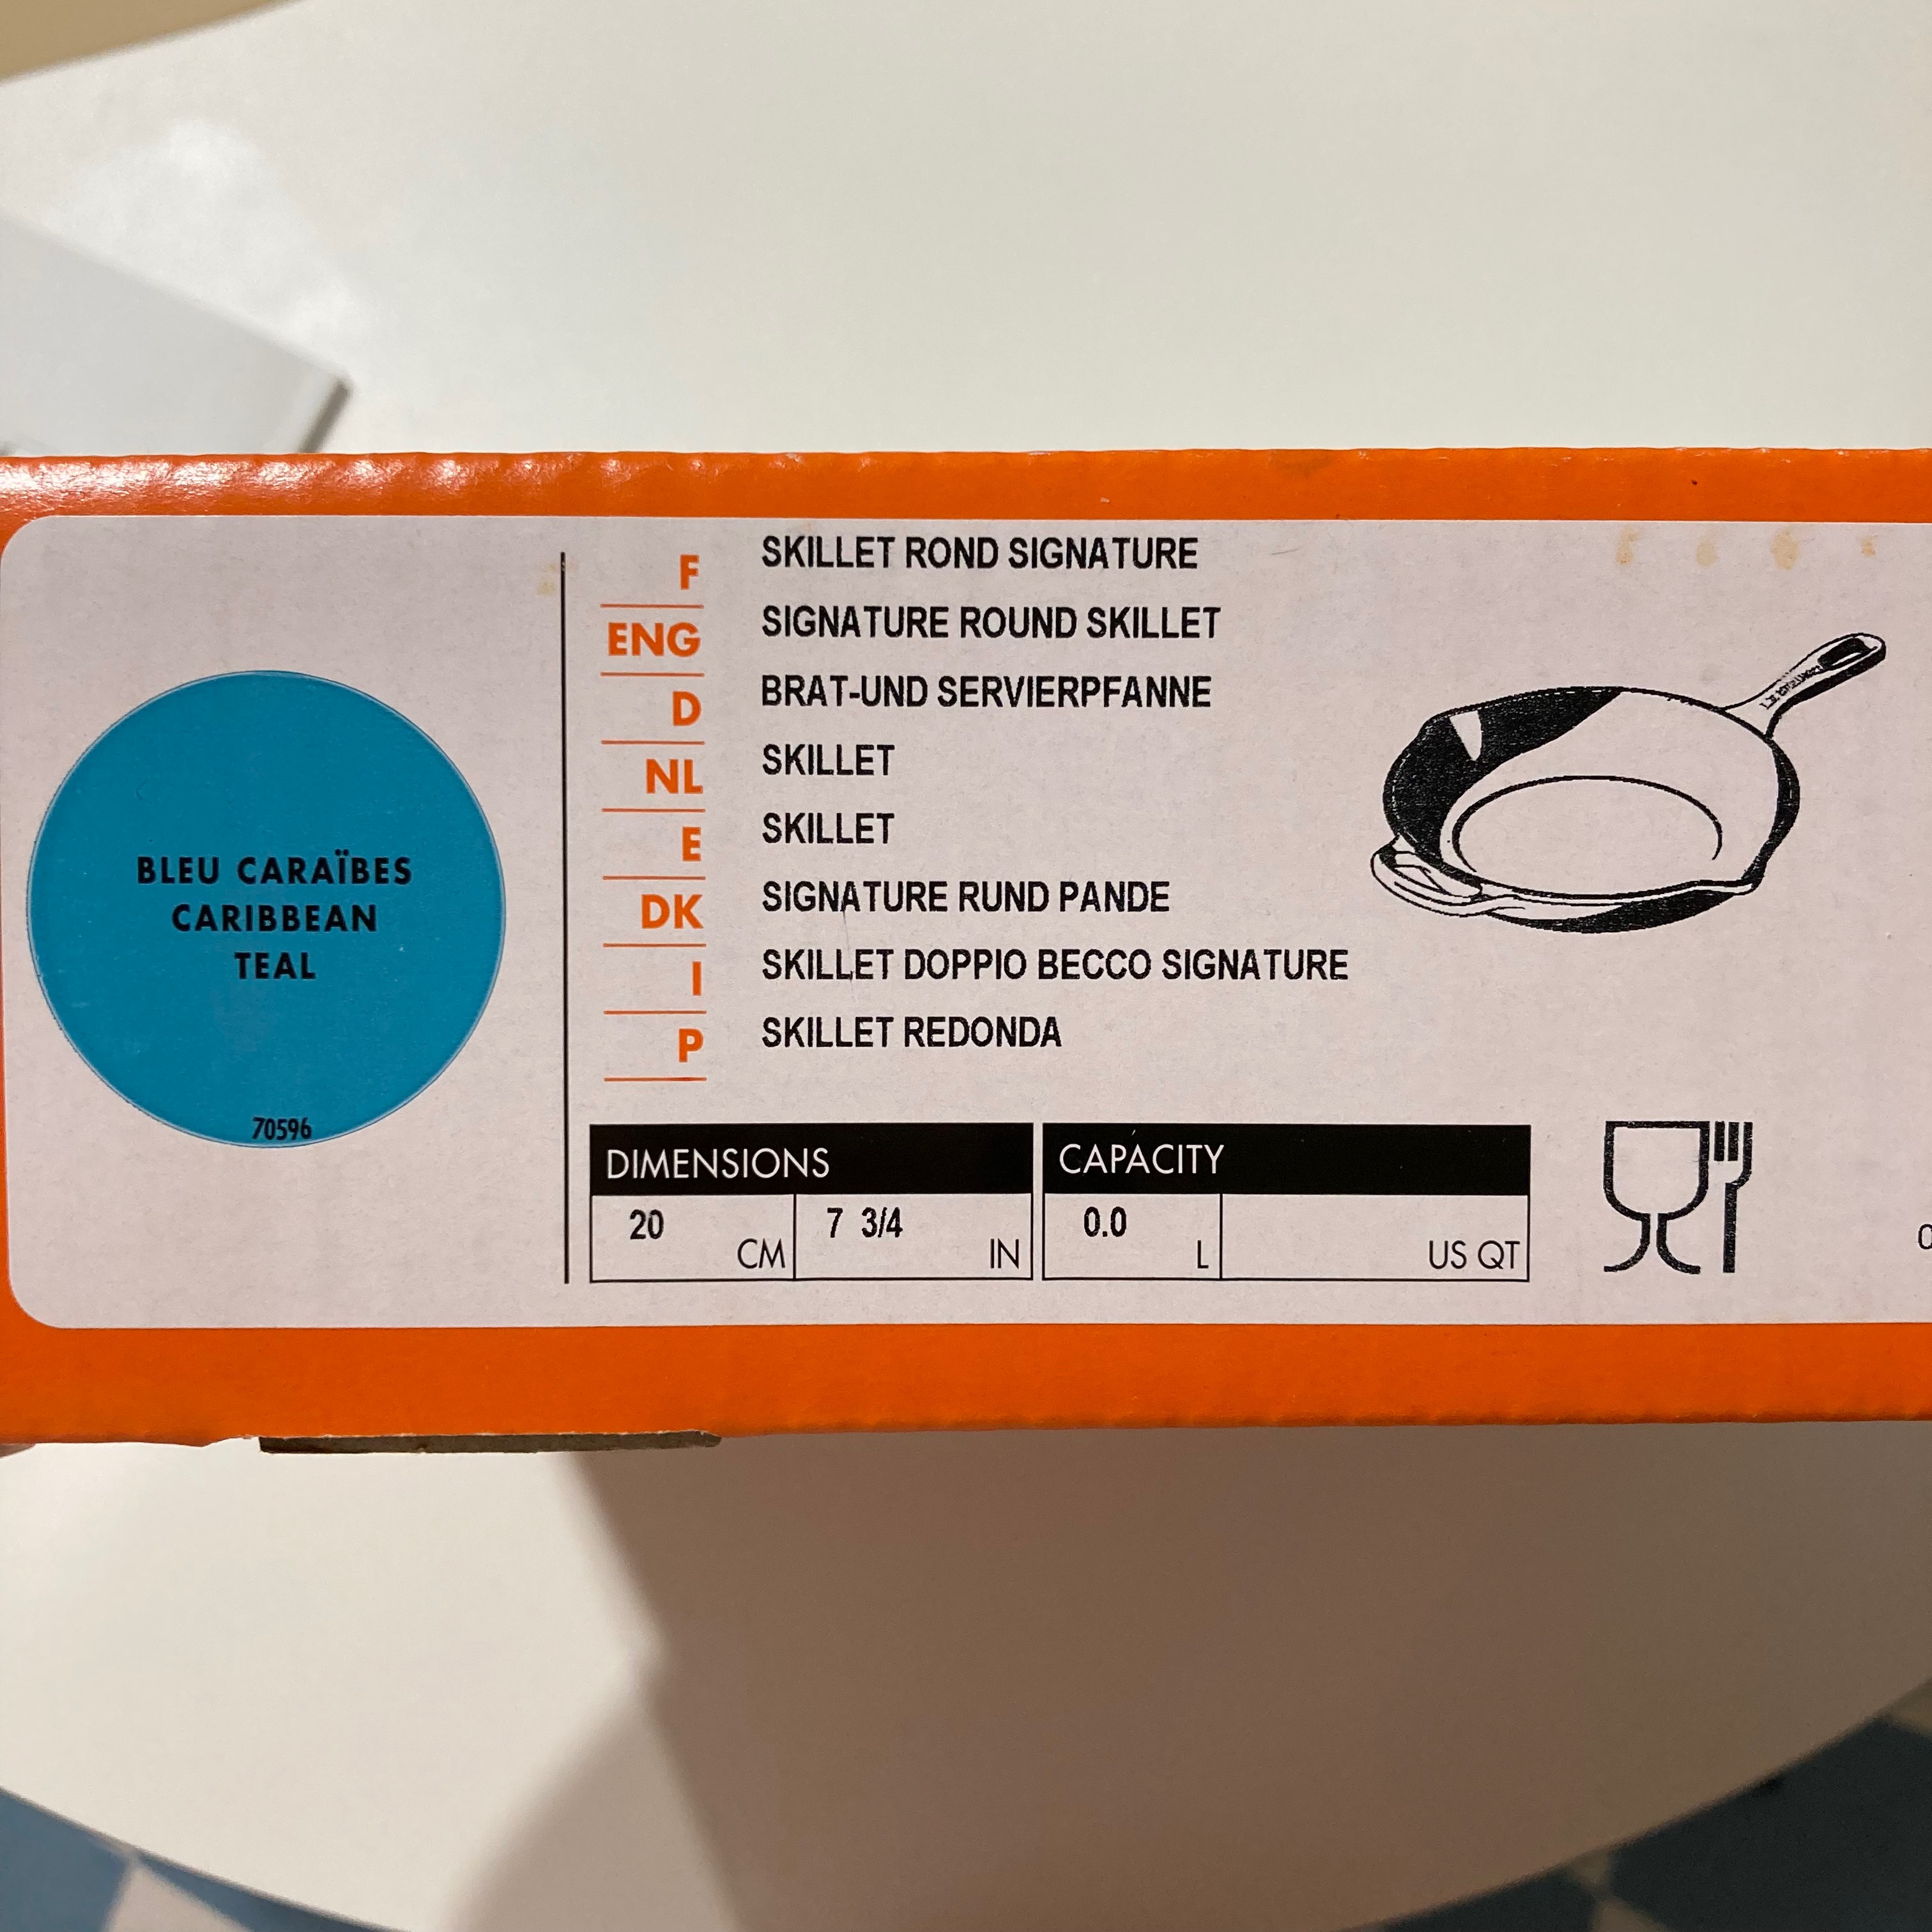 BLEU CARAÏBES
CARIBBEAN
TEAL
70596
F SKILLET ROND SIGNATURE
ENG SIGNATURE ROUND SKILLET
D BRAT-UND SERVIERPFANNE
NL SKILLET
E SKILLET
DK SIGNATURE RUND PANDE
I SKILLET DOPPIO BECCO SIGNATURE
P SKILLET REDONDA
LE CREUSET
DIMENSIONS CAPACITY
20 CM 7 3/4 IN 0.0 L US QT